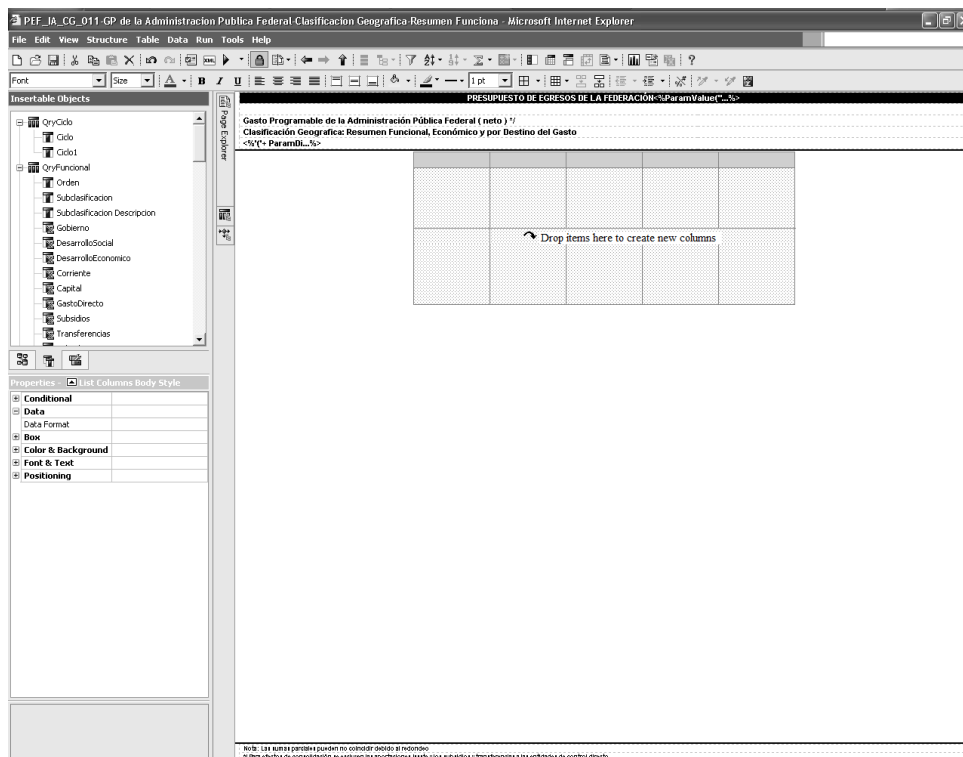 PEF_IA_CG_011-GP de la Administracion Publica Federal-Clasificacion Geografica-Resumen Funciona - Microsoft Internet Explorer
File Edit View Structure Table Data Run Tools Help
Font Size B I U 1 pt
Insertable Objects
QryCiclo
Ciclo
Ciclo1
QryFuncional
Orden
Subclasificacion
Subclasificacion Descripcion
Gobierno
DesarrolloSocial
DesarrolloEconomico
Corriente
Capital
GastoDirecto
Subsidios
Transferencias
Properties - List Columns Body Style
Conditional
Data
Data Format
Box
Color & Background
Font & Text
Positioning
Page Explorer
PRESUPUESTO DE EGRESOS DE LA FEDERACIÓN<%ParamValue("...%>
Gasto Programable de la Administración Pública Federal ( neto ) */
Clasificación Geografica: Resumen Funcional, Económico y por Destino del Gasto
<%'('+ ParamDi...%>
Drop items here to create new columns
Nota: Las sumas parciales pueden no coincidir debido al redondeo